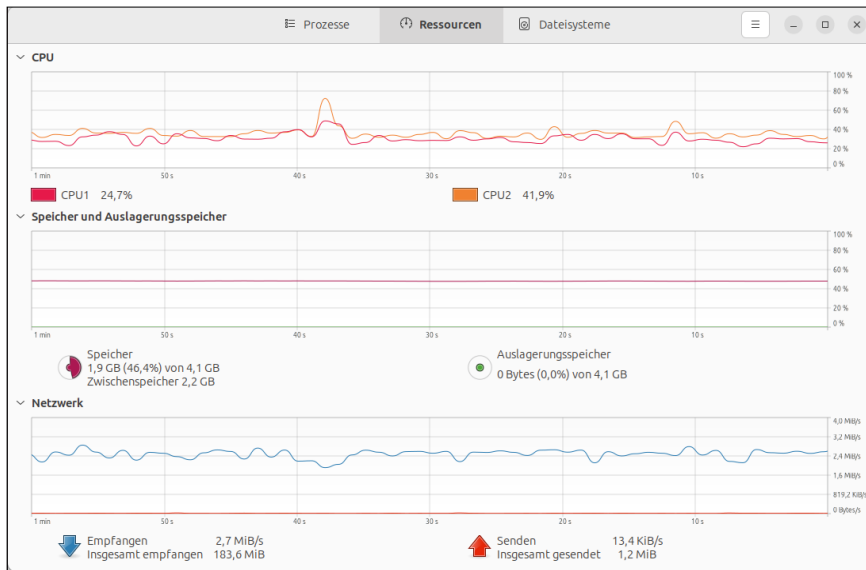 Prozesse Ressourcen Dateisysteme
CPU
100 %
80 %
60 %
40 %
20 %
0 %
1 min 50 s 40 s 30 s 20 s 10 s
CPU1 24,7% CPU2 41,9%
Speicher und Auslagerungsspeicher
100 %
80 %
60 %
40 %
20 %
0 %
1 min 50 s 40 s 30 s 20 s 10 s
Speicher
1,9 GB (46,4%) von 4,1 GB
Zwischenspeicher 2,2 GB
Auslagerungsspeicher
0 Bytes (0,0%) von 4,1 GB
Netzwerk
4,0 MiB/s
3,2 MiB/s
2,4 MiB/s
1,6 MiB/s
819,2 KiB/s
0 Bytes/s
1 min 50 s 40 s 30 s 20 s 10 s
Empfangen 2,7 MiB/s
Insgesamt empfangen 183,6 MiB
Senden 13,4 KiB/s
Insgesamt gesendet 1,2 MiB